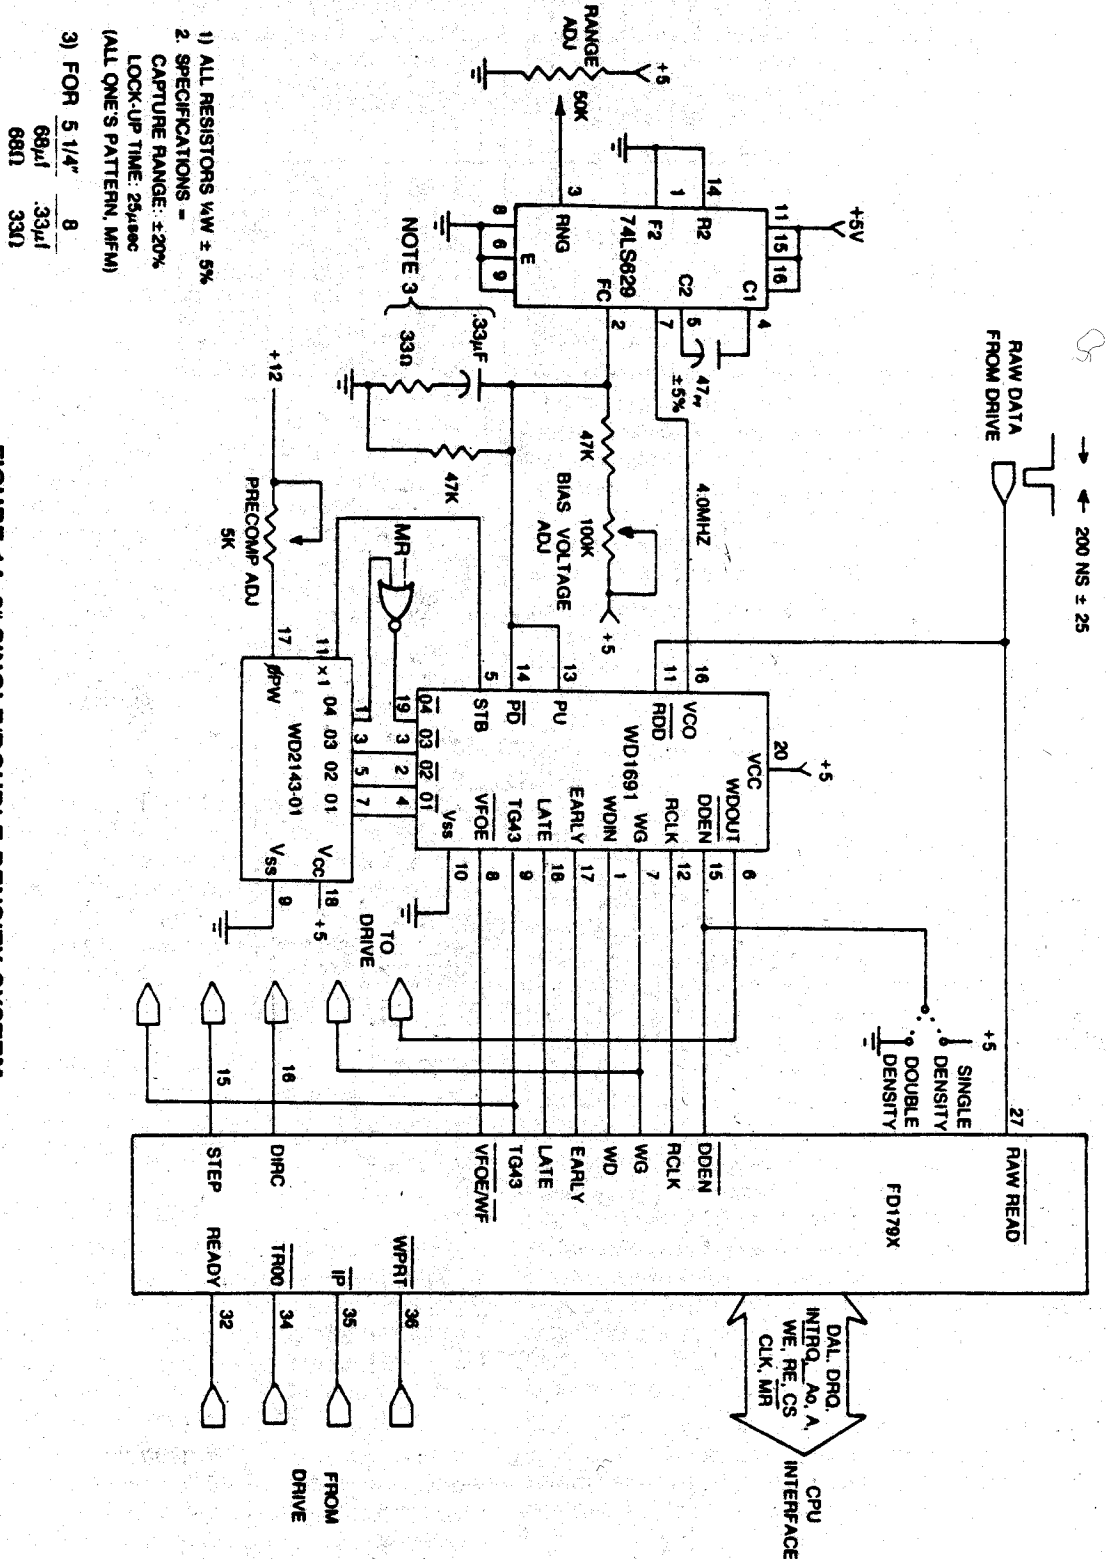 RAW DATA
FROM DRIVE
200 NS ± 25
+5V
11
15
16
4
C1
14
R2
C2
5
47PF
±5%
1
F2
74LS629
7
4.0MHZ
RANGE
ADJ
+5
50K
3
RNG
FC
2
8
6
9
E
NOTE 3
.33µF
33Ω
47K
47K
100K
BIAS VOLTAGE
ADJ
+5
+12
PRECOMP ADJ
5K
MR
17
ØPW
11
x1
WD2143-01
04
03
02
01
1
3
5
7
VSS
9
VCC
18
+5
+5
20
VCC
WD1691
16
VCO
11
RDD
13
PU
14
PD
5
STB
19
04
3
03
2
02
4
01
Vss
10
VFOE
8
TG43
9
LATE
18
EARLY
17
WDIN
1
WG
7
RCLK
12
DDEN
15
WDOUT
6
+5
SINGLE
DENSITY
DOUBLE
DENSITY
TO
DRIVE
27
RAW READ
FD179X
DDEN
RCLK
WG
WD
EARLY
LATE
TG43
VFOE/WF
16
DIRC
15
STEP
WPRT
36
IP
35
TR00
34
READY
32
FROM
DRIVE
DAL, DRQ,
INTRQ, A0, A,
WE, RE, CS
CLK, MR
CPU
INTERFACE
1) ALL RESISTORS ¼W ± 5%
2. SPECIFICATIONS =
CAPTURE RANGE: ±20%
LOCK-UP TIME: 25µsec
(ALL ONE'S PATTERN, MFM)
3) FOR 5 1/4" 8
68µf .33µf
68Ω 33Ω